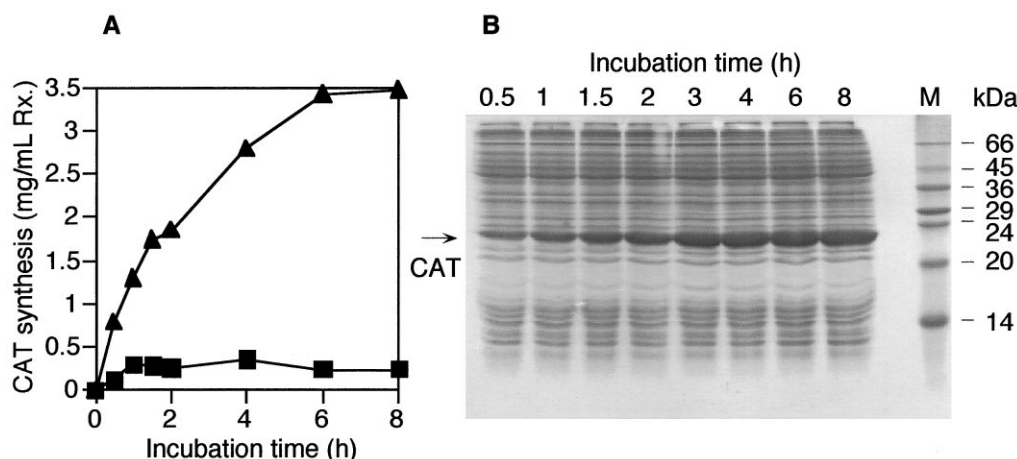 A
CAT synthesis (mg/mL Rx.)
3.5
3
2.5
2
1.5
1
0.5
0
0 2 4 6 8
Incubation time (h)
B
Incubation time (h)
0.5 1 1.5 2 3 4 6 8 M kDa
→
CAT
– 66
– 45
– 36
– 29
– 24
– 20
– 14